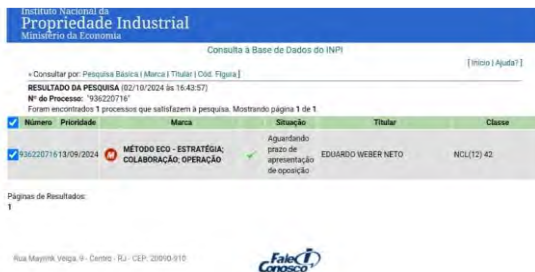 Instituto Nacional da
Propriedade Industrial
Ministério da Economia
Consulta à Base de Dados do INPI
[ Início | Ajuda? ]
» Consultar por: Pesquisa Básica | Marca | Titular | Cód. Figura ]
RESULTADO DA PESQUISA (02/10/2024 às 16:43:57)
Nº do Processo: "936220716"
Foram encontrados 1 processos que satisfazem à pesquisa. Mostrando página 1 de 1.
Número Prioridade Marca Situação Titular Classe
936220716 13/09/2024 M MÉTODO ECO - ESTRATÉGIA; COLABORAÇÃO; OPERAÇÃO Aguardando prazo de apresentação de oposição EDUARDO WEBER NETO NCL(12) 42
Páginas de Resultados:
1
Rua Mayrink Veiga, 9 - Centro - RJ - CEP: 20090-910
Fale Conosco